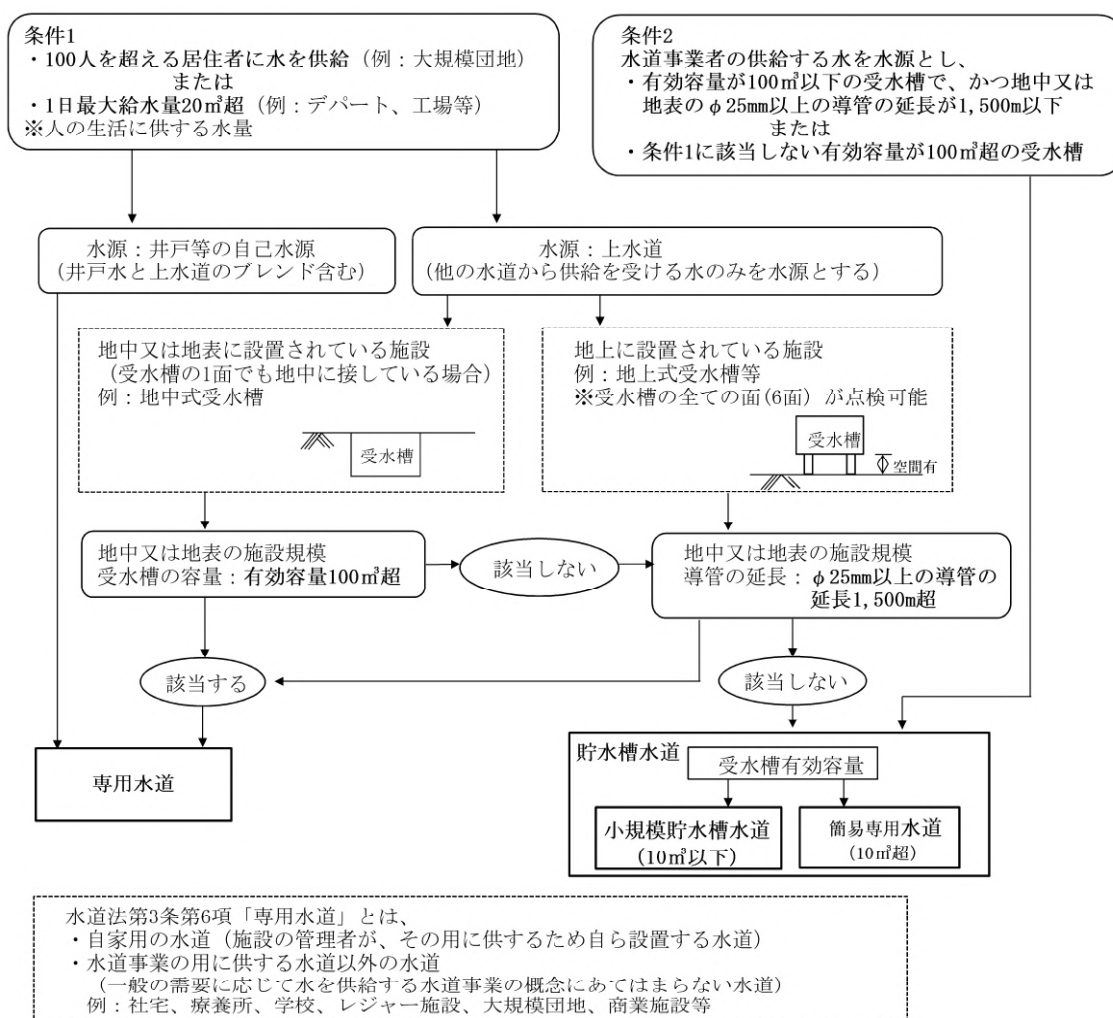 条件1
・100人を超える居住者に水を供給（例：大規模団地）
または
・1日最大給水量20㎥超（例：デパート、工場等）
※人の生活に供する水量
条件2
水道事業者の供給する水を水源とし、
・有効容量が100㎥以下の受水槽で、かつ地中又は
地表のφ25mm以上の導管の延長が1,500m以下
または
・条件1に該当しない有効容量が100㎥超の受水槽
水源：井戸等の自己水源
(井戸水と上水道のブレンド含む)
水源：上水道
(他の水道から供給を受ける水のみを水源とする)
地中又は地表に設置されている施設
（受水槽の1面でも地中に接している場合）
例：地中式受水槽
受水槽
地上に設置されている施設
例：地上式受水槽等
※受水槽の全ての面(6面）が点検可能
受水槽
空間有
地中又は地表の施設規模
受水槽の容量：有効容量100㎥超
該当しない
地中又は地表の施設規模
導管の延長：φ25mm以上の導管の
延長1,500m超
該当する
該当しない
専用水道
貯水槽水道
受水槽有効容量
小規模貯水槽水道
(10㎥以下)
簡易専用水道
(10㎥超)
水道法第3条第6項「専用水道」とは、
・自家用の水道（施設の管理者が、その用に供するため自ら設置する水道）
・水道事業の用に供する水道以外の水道
（一般の需要に応じて水を供給する水道事業の概念にあてはまらない水道）
例：社宅、療養所、学校、レジャー施設、大規模団地、商業施設等